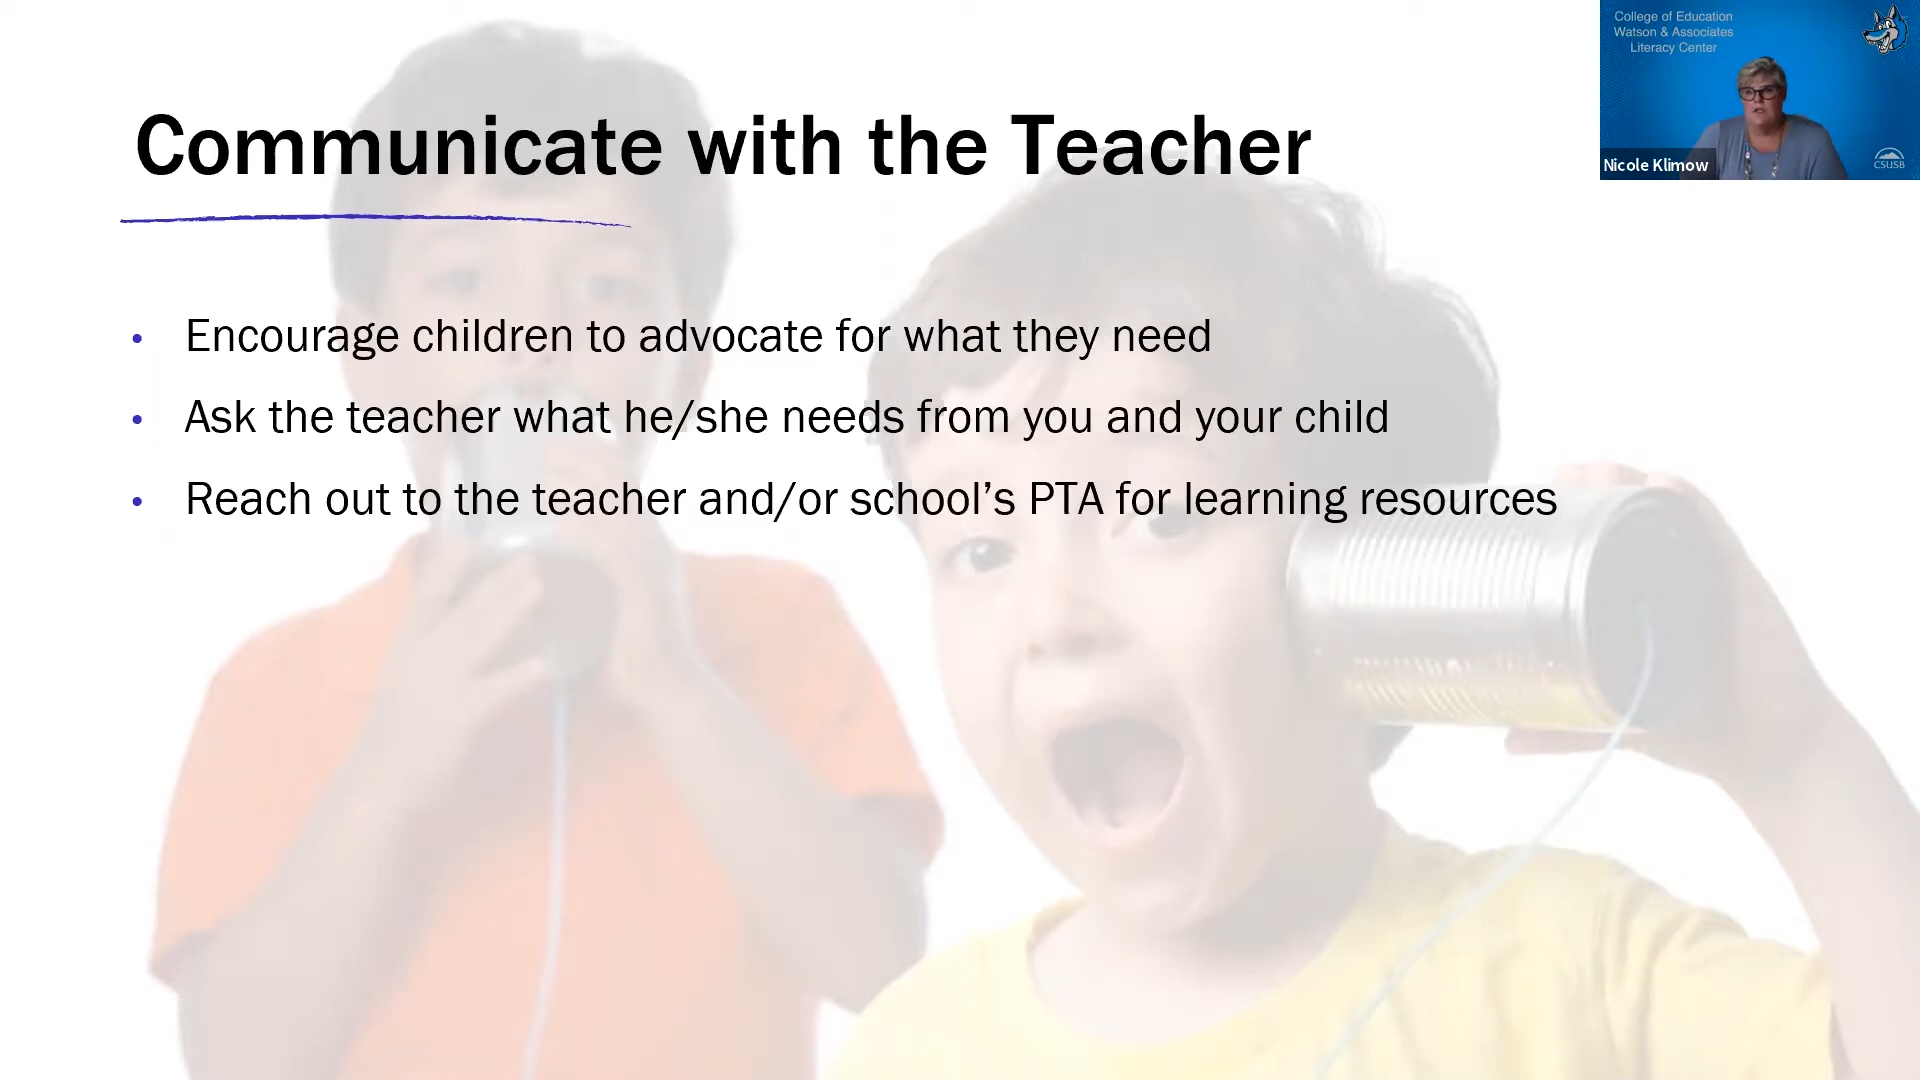 Communicate with the Teacher
• Encourage children to advocate for what they need
• Ask the teacher what he/she needs from you and your child
• Reach out to the teacher and/or school’s PTA for learning resources
College of Education
Watson & Associates
Literacy Center
Nicole Klimow
CSUSB